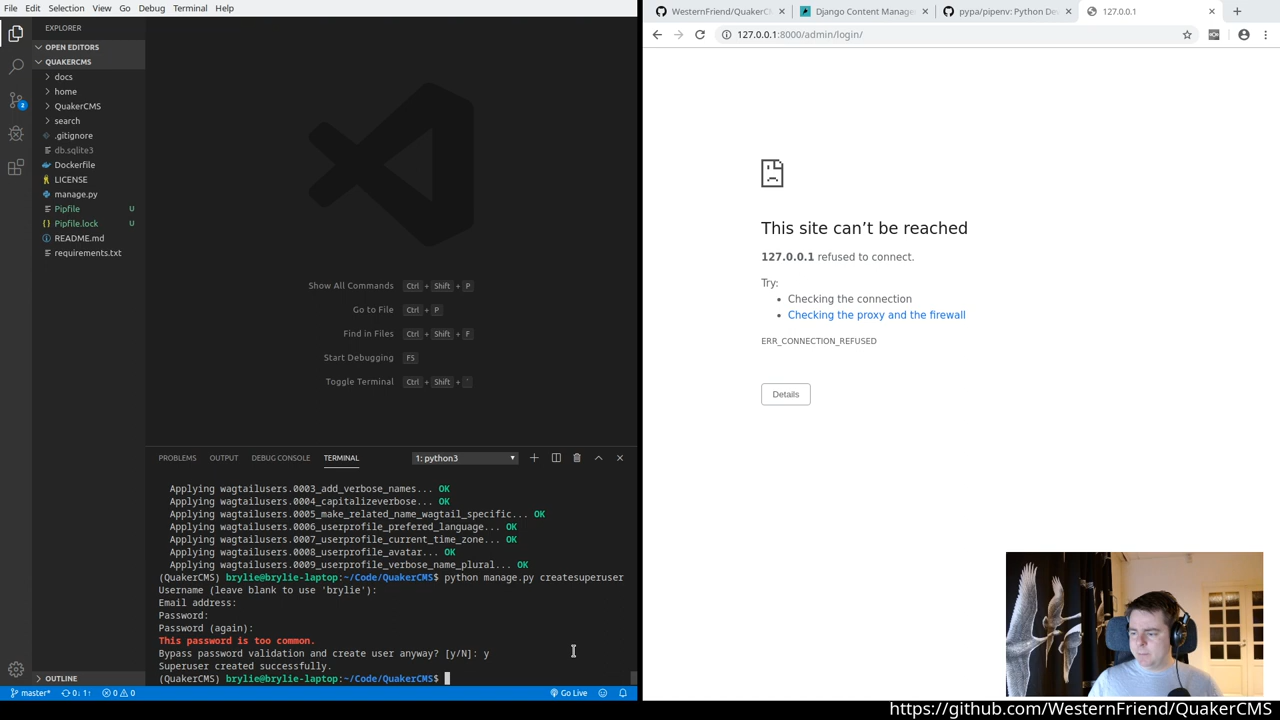 File Edit Selection View Go Debug Terminal Help
EXPLORER
OPEN EDITORS
QUAKERCMS
docs
home
QuakerCMS
search
.gitignore
db.sqlite3
Dockerfile
LICENSE
manage.py
Pipfile U
Pipfile.lock U
README.md
requirements.txt
OUTLINE
2
Show All Commands Ctrl + Shift + P
Go to File Ctrl + P
Find in Files Ctrl + Shift + F
Start Debugging F5
Toggle Terminal Ctrl + Shift + `
PROBLEMS OUTPUT DEBUG CONSOLE TERMINAL 1: python3
Applying wagtailusers.0003_add_verbose_names... OK
Applying wagtailusers.0004_capitalizeverbose... OK
Applying wagtailusers.0005_make_related_name_wagtail_specific... OK
Applying wagtailusers.0006_userprofile_prefered_language... OK
Applying wagtailusers.0007_userprofile_current_time_zone... OK
Applying wagtailusers.0008_userprofile_avatar... OK
Applying wagtailusers.0009_userprofile_verbose_name_plural... OK
(QuakerCMS) brylie@brylie-laptop:~/Code/QuakerCMS$ python manage.py createsuperuser
Username (leave blank to use 'brylie'):
Email address:
Password:
Password (again):
This password is too common.
Bypass password validation and create user anyway? [y/N]: y
Superuser created successfully.
(QuakerCMS) brylie@brylie-laptop:~/Code/QuakerCMS$
master* 0↓ 1↑ 0 0 Go Live
WesternFriend/QuakerC Django Content Manage pypa/pipenv: Python De 127.0.0.1
127.0.0.1:8000/admin/login/
This site can’t be reached
127.0.0.1 refused to connect.
Try:
• Checking the connection
• Checking the proxy and the firewall
ERR_CONNECTION_REFUSED
Details
https://github.com/WesternFriend/QuakerCMS